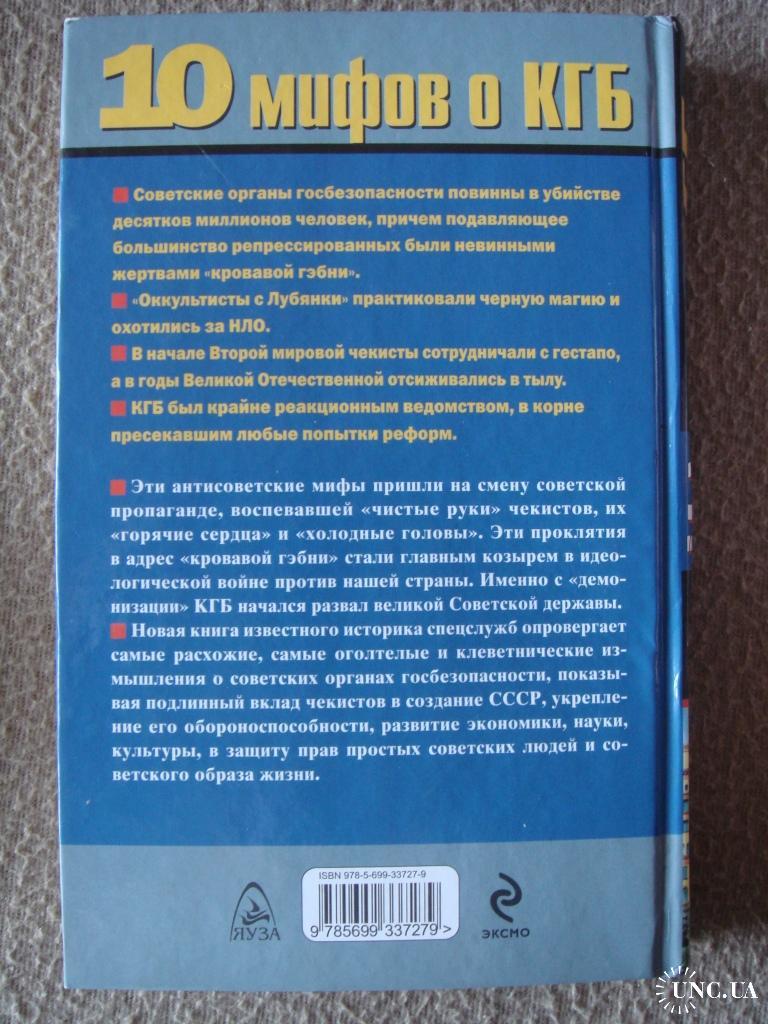 10 мифов о КГБ
Советские органы госбезопасности повинны в убийстве
десятков миллионов человек, причем подавляющее
большинство репрессированных были невинными
жертвами «кровавой гэбни».
«Оккультисты с Лубянки» практиковали черную магию и
охотились за НЛО.
В начале Второй мировой чекисты сотрудничали с гестапо,
а в годы Великой Отечественной отсиживались в тылу.
КГБ был крайне реакционным ведомством, в корне
пресекавшим любые попытки реформ.
Эти антисоветские мифы пришли на смену советской
пропаганде, воспевавшей «чистые руки» чекистов, их
«горячие сердца» и «холодные головы». Эти проклятия
в адрес «кровавой гэбни» стали главным козырем в идео-
логической войне против нашей страны. Именно с «демо-
низации» КГБ начался развал великой Советской державы.
Новая книга известного историка спецслужб опровергает
самые расхожие, самые оголтелые и клеветнические из-
мышления о советских органах госбезопасности, показы-
вая подлинный вклад чекистов в создание СССР, укрепле-
ние его обороноспособности, развитие экономики, науки,
культуры, в защиту прав простых советских людей и со-
ветского образа жизни.
ISBN 978-5-699-33727-9
9 785699 337279 >
ЯУЗА
ЭКСМО
UNC.UA